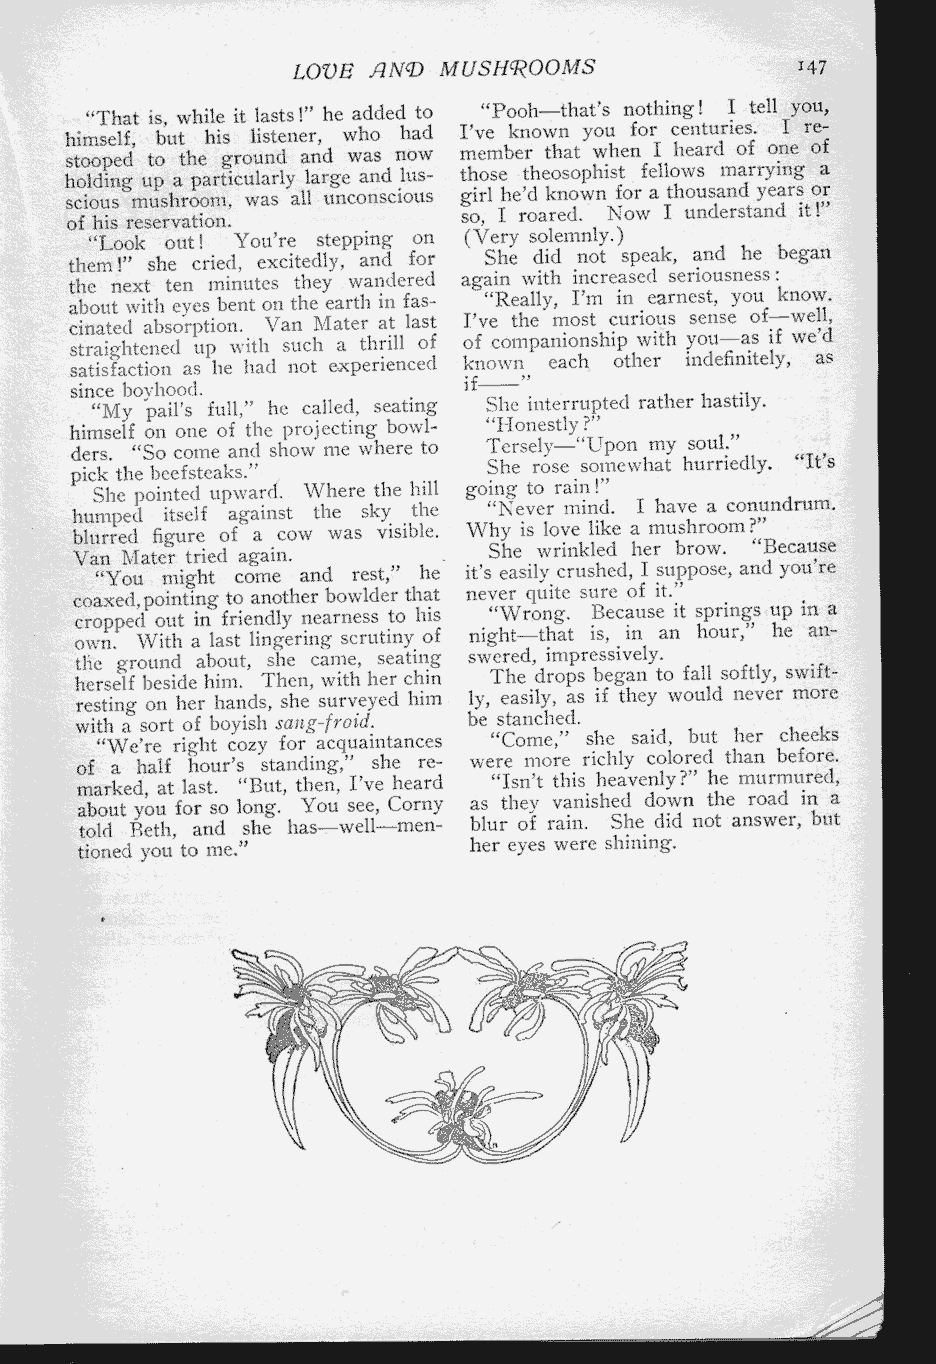 LOVE AND MUSHROOMS 147
“That is, while it lasts!” he added to
himself, but his listener, who had
stooped to the ground and was now
holding up a particularly large and lus-
scious mushroom, was all unconscious
of his reservation.
“Look out! You’re stepping on
them!” she cried, excitedly, and for
the next ten minutes they wandered
about with eyes bent on the earth in fas-
cinated absorption. Van Mater at last
straightened up with such a thrill of
satisfaction as he had not experienced
since boyhood.
“My pail’s full,” he called, seating
himself on one of the projecting bowl-
ders. “So come and show me where to
pick the beefsteaks.”
She pointed upward. Where the hill
humped itself against the sky the
blurred figure of a cow was visible.
Van Mater tried again.
“You might come and rest,” he
coaxed, pointing to another bowlder that
cropped out in friendly nearness to his
own. With a last lingering scrutiny of
the ground about, she came, seating
herself beside him. Then, with her chin
resting on her hands, she surveyed him
with a sort of boyish sang-froid.
“We’re right cozy for acquaintances
of a half hour’s standing,” she re-
marked, at last. “But, then, I’ve heard
about you for so long. You see, Corny
told Beth, and she has—well—men-
tioned you to me.”
“Pooh—that’s nothing! I tell you,
I’ve known you for centuries. I re-
member that when I heard of one of
those theosophist fellows marrying a
girl he’d known for a thousand years or
so, I roared. Now I understand it!”
(Very solemnly.)
She did not speak, and he began
again with increased seriousness:
“Really, I’m in earnest, you know.
I’ve the most curious sense of—well,
of companionship with you—as if we’d
known each other indefinitely, as
if——”
She interrupted rather hastily.
“Honestly?”
Tersely—“Upon my soul.”
She rose somewhat hurriedly. “It’s
going to rain!”
“Never mind. I have a conundrum.
Why is love like a mushroom?”
She wrinkled her brow. “Because
it’s easily crushed, I suppose, and you’re
never quite sure of it.”
“Wrong. Because it springs up in a
night—that is, in an hour,” he an-
swered, impressively.
The drops began to fall softly, swift-
ly, easily, as if they would never more
be stanched.
“Come,” she said, but her cheeks
were more richly colored than before.
“Isn’t this heavenly?” he murmured,
as they vanished down the road in a
blur of rain. She did not answer, but
her eyes were shining.